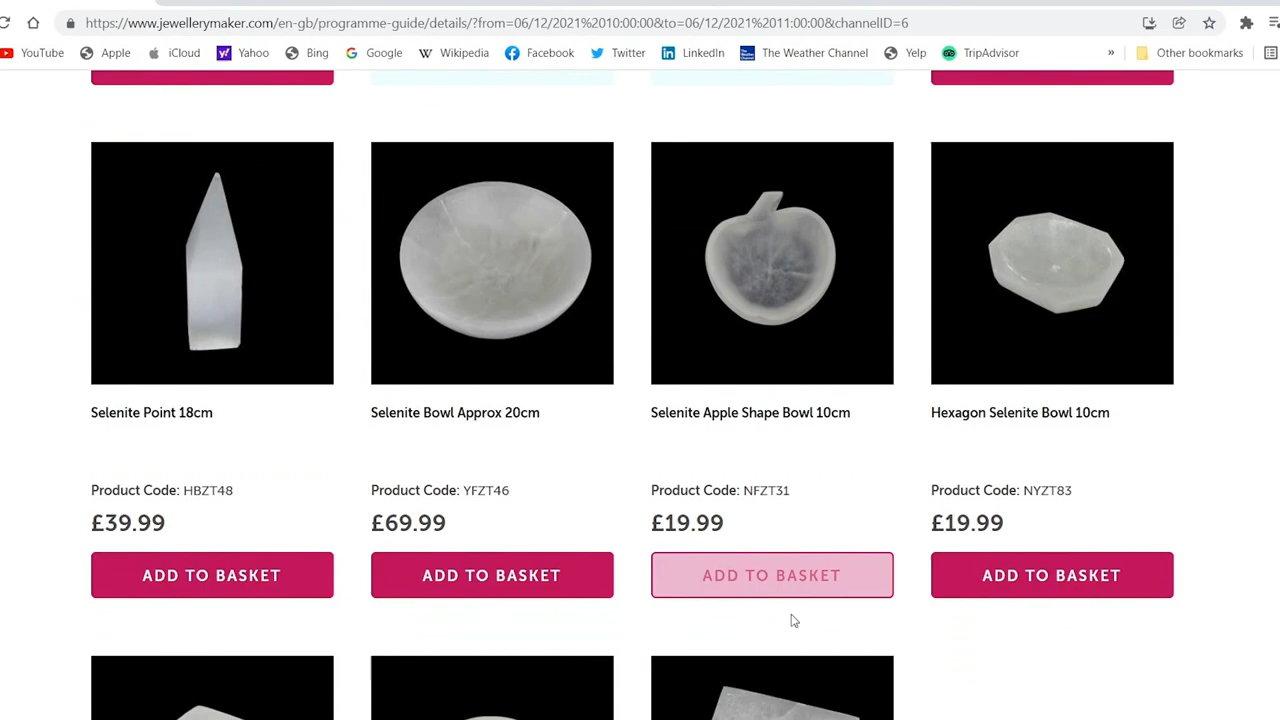 https://www.jewellerymaker.com/en-gb/programme-guide/details/?from=06/12/2021%2010:00:00&to=06/12/2021%2011:00:00&channelID=6
YouTube Apple iCloud Yahoo Bing Google Wikipedia Facebook Twitter LinkedIn The Weather Channel Yelp TripAdvisor » Other bookmarks
Selenite Point 18cm
Selenite Bowl Approx 20cm
Selenite Apple Shape Bowl 10cm
Hexagon Selenite Bowl 10cm
Product Code: HBZT48
Product Code: YFZT46
Product Code: NFZT31
Product Code: NYZT83
£39.99
£69.99
£19.99
£19.99
ADD TO BASKET
ADD TO BASKET
ADD TO BASKET
ADD TO BASKET